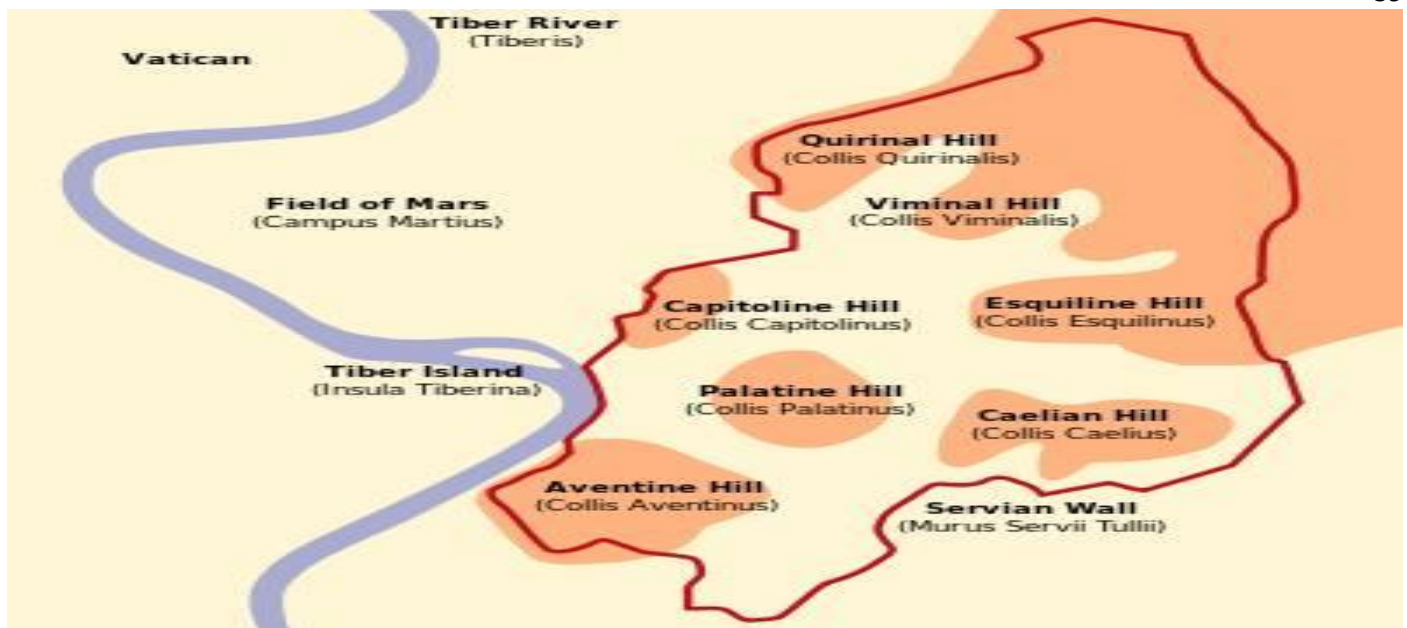 Tiber River
(Tiberis)
Vatican
Quirinal Hill
(Collis Quirinalis)
Field of Mars
(Campus Martius)
Viminal Hill
(Collis Viminalis)
Capitoline Hill
(Collis Capitolinus)
Esquiline Hill
(Collis Esquilinus)
Tiber Island
(Insula Tiberina)
Palatine Hill
(Collis Palatinus)
Caelian Hill
(Collis Caelius)
Aventine Hill
(Collis Aventinus)
Servian Wall
(Murus Servii Tullii)